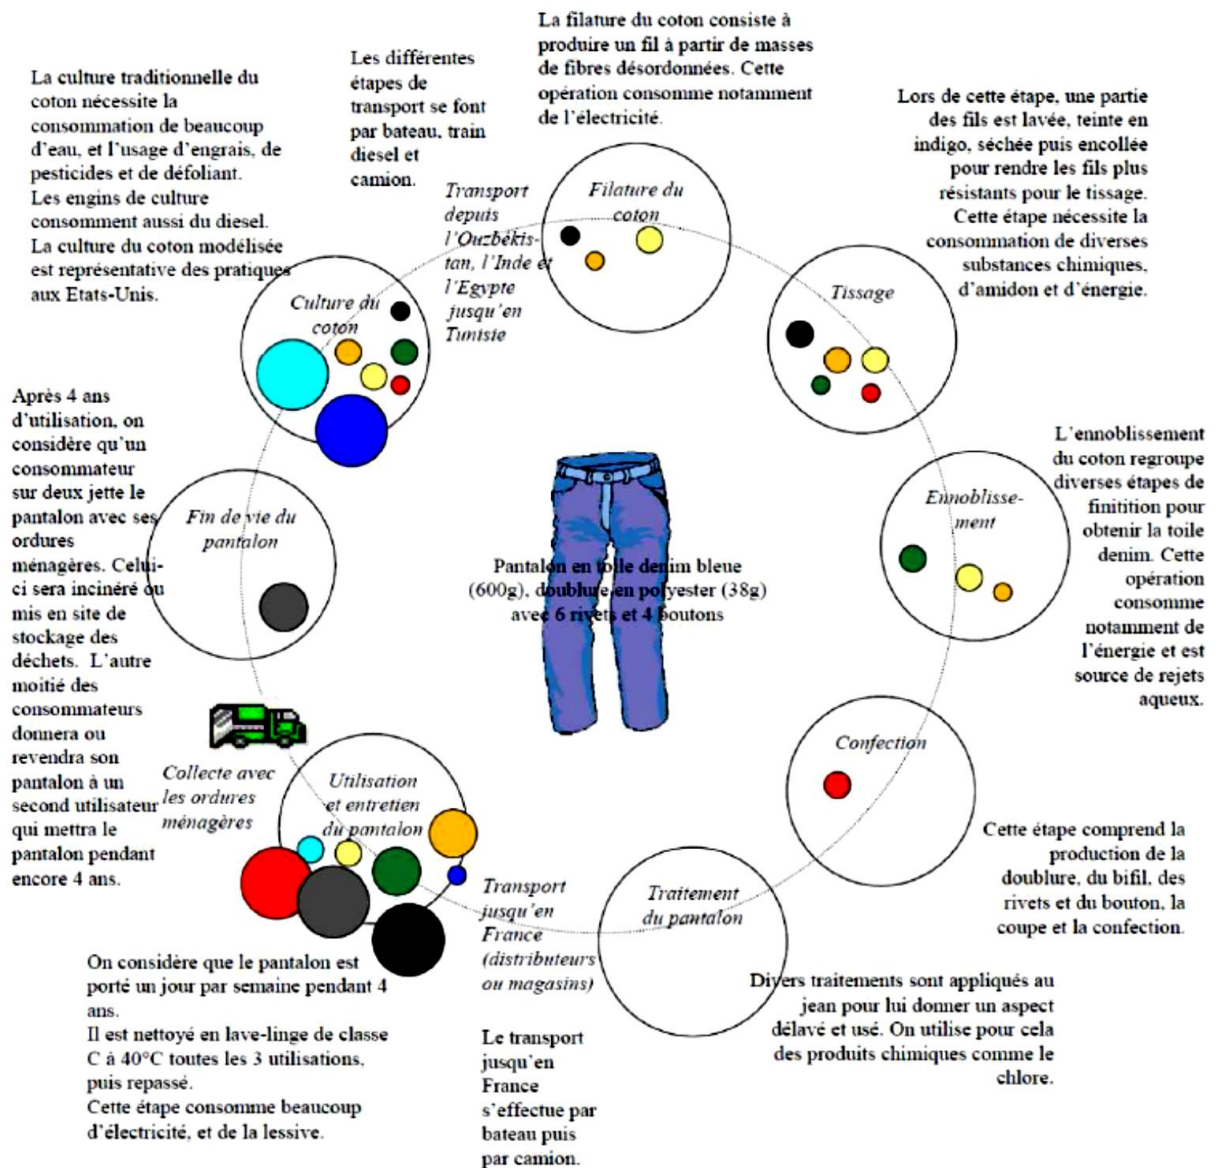 La filature du coton consiste à
produire un fil à partir de masses
de fibres désordonnées. Cette
opération consomme notamment
de l'électricité.
Les différentes
étapes de
transport se font
par bateau, train
diesel et
camion.
La culture traditionnelle du
coton nécessite la
consommation de beaucoup
d'eau, et l'usage d'engrais, de
pesticides et de défoliant.
Les engins de culture
consomment aussi du diesel.
La culture du coton modélisée
est représentative des pratiques
aux Etats-Unis.
Lors de cette étape, une partie
des fils est lavée, teinte en
indigo, séchée puis encollée
pour rendre les fils plus
résistants pour le tissage.
Cette étape nécessite la
consommation de diverses
substances chimiques,
d'amidon et d'énergie.
Transport
depuis
l'Ouzbékis-
tan, l'Inde et
l'Egypte
jusqu'en
Tunisie
Filature du
coton
Tissage
Culture du
coton
Après 4 ans
d'utilisation, on
considère qu'un
consommateur
sur deux jette le
pantalon avec ses
ordures
ménagères. Celui-
ci sera incinéré ou
mis en site de
stockage des
déchets. L'autre
moitié des
consommateurs
donnera ou
revendra son
pantalon à un
second utilisateur
qui mettra le
pantalon pendant
encore 4 ans.
Fin de vie du
pantalon
Pantalon en toile denim bleue
(600g), doublure en polyester (38g)
avec 6 rivets et 4 boutons
Ennoblisse-
ment
L'ennoblissement
du coton regroupe
diverses étapes de
finitition pour
obtenir la toile
denim. Cette
opération
consomme
notamment de
l'énergie et est
source de rejets
aqueux.
Confection
Cette étape comprend la
production de la
doublure, du bifil, des
rivets et du bouton, la
coupe et la confection.
Collecte avec
les ordures
ménagères
Utilisation
et entretien
du pantalon
Transport
jusqu'en
France
(distributeurs
ou magasins)
Traitement
du pantalon
Divers traitements sont appliqués au
jean pour lui donner un aspect
délavé et usé. On utilise pour cela
des produits chimiques comme le
chlore.
On considère que le pantalon est
porté un jour par semaine pendant 4
ans.
Il est nettoyé en lave-linge de classe
C à 40°C toutes les 3 utilisations,
puis repassé.
Cette étape consomme beaucoup
d'électricité, et de la lessive.
Le transport
jusqu'en
France
s'effectue par
bateau puis
par camion.